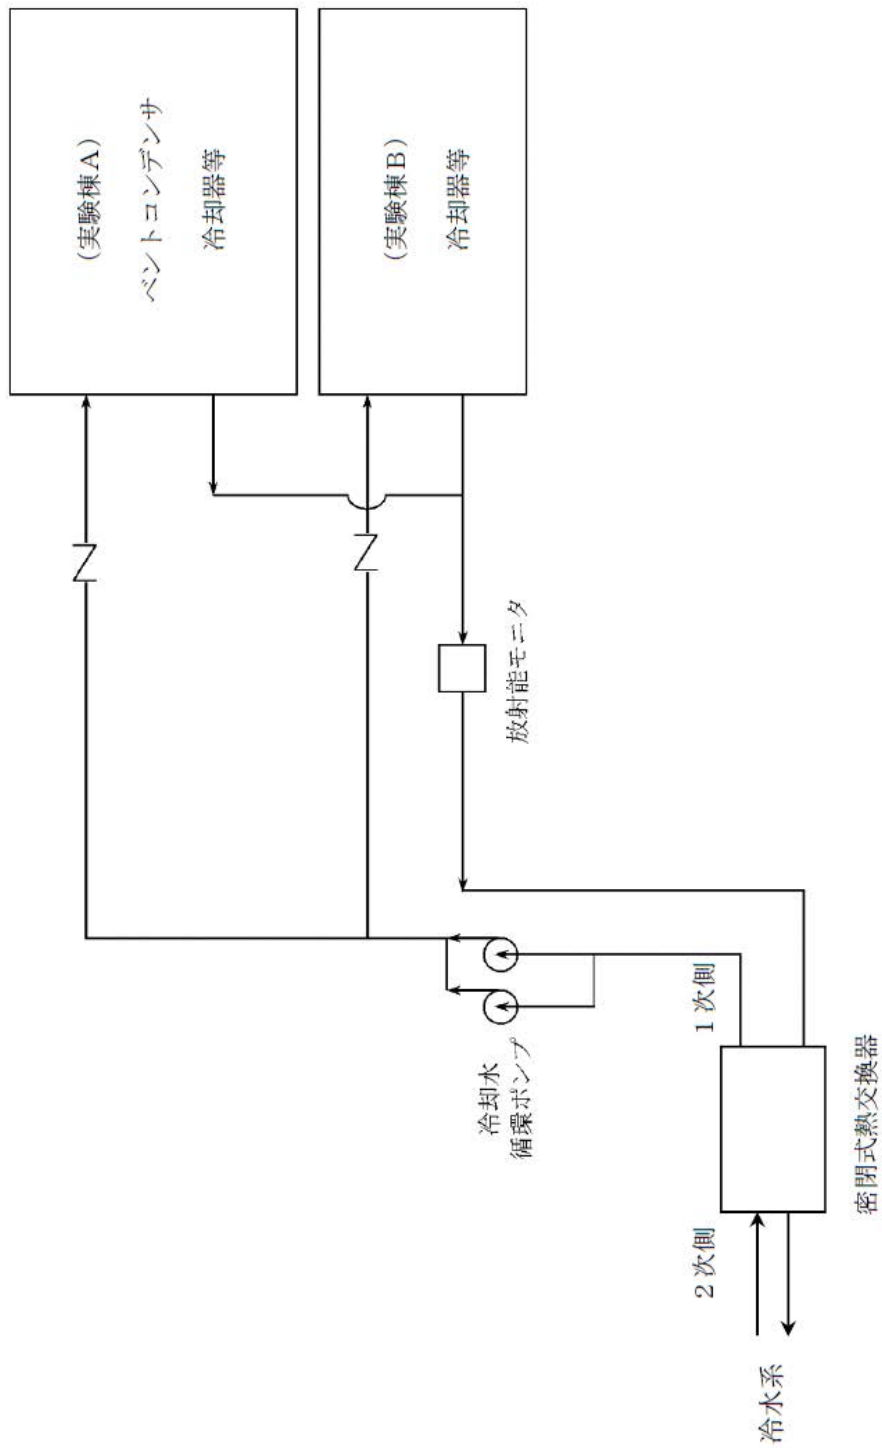 (実験棟A)
ベントコンデンサ
冷却器等
(実験棟B)
冷却器等
放射能モニタ
冷却水
循環ポンプ
1次側
2次側
密閉式熱交換器
冷水系